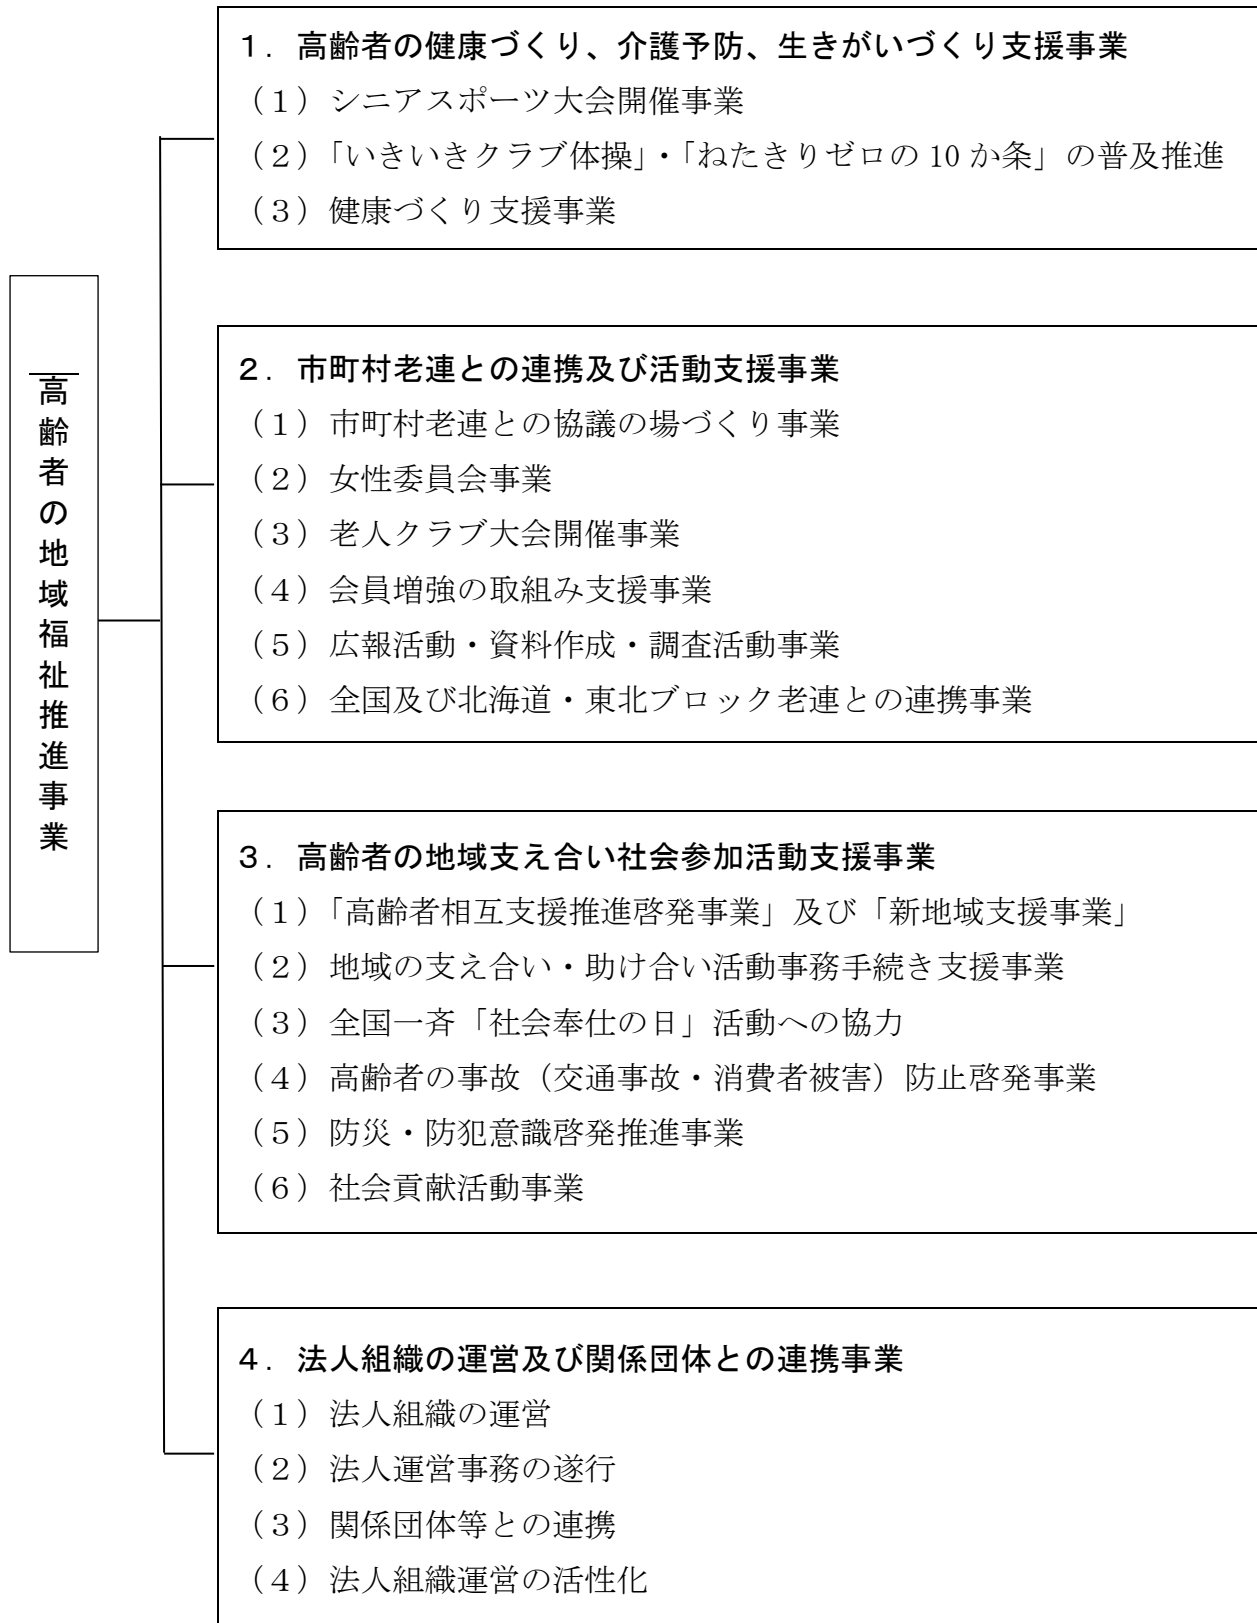 高齢者の地域福祉推進事業
１．高齢者の健康づくり、介護予防、生きがいづくり支援事業
（１）シニアスポーツ大会開催事業
（２）「いきいきクラブ体操」・「ねたきりゼロの 10 か条」の普及推進
（３）健康づくり支援事業
２．市町村老連との連携及び活動支援事業
（１）市町村老連との協議の場づくり事業
（２）女性委員会事業
（３）老人クラブ大会開催事業
（４）会員増強の取組み支援事業
（５）広報活動・資料作成・調査活動事業
（６）全国及び北海道・東北ブロック老連との連携事業
３．高齢者の地域支え合い社会参加活動支援事業
（１）「高齢者相互支援推進啓発事業」及び「新地域支援事業」
（２）地域の支え合い・助け合い活動事務手続き支援事業
（３）全国一斉「社会奉仕の日」活動への協力
（４）高齢者の事故（交通事故・消費者被害）防止啓発事業
（５）防災・防犯意識啓発推進事業
（６）社会貢献活動事業
４．法人組織の運営及び関係団体との連携事業
（１）法人組織の運営
（２）法人運営事務の遂行
（３）関係団体等との連携
（４）法人組織運営の活性化